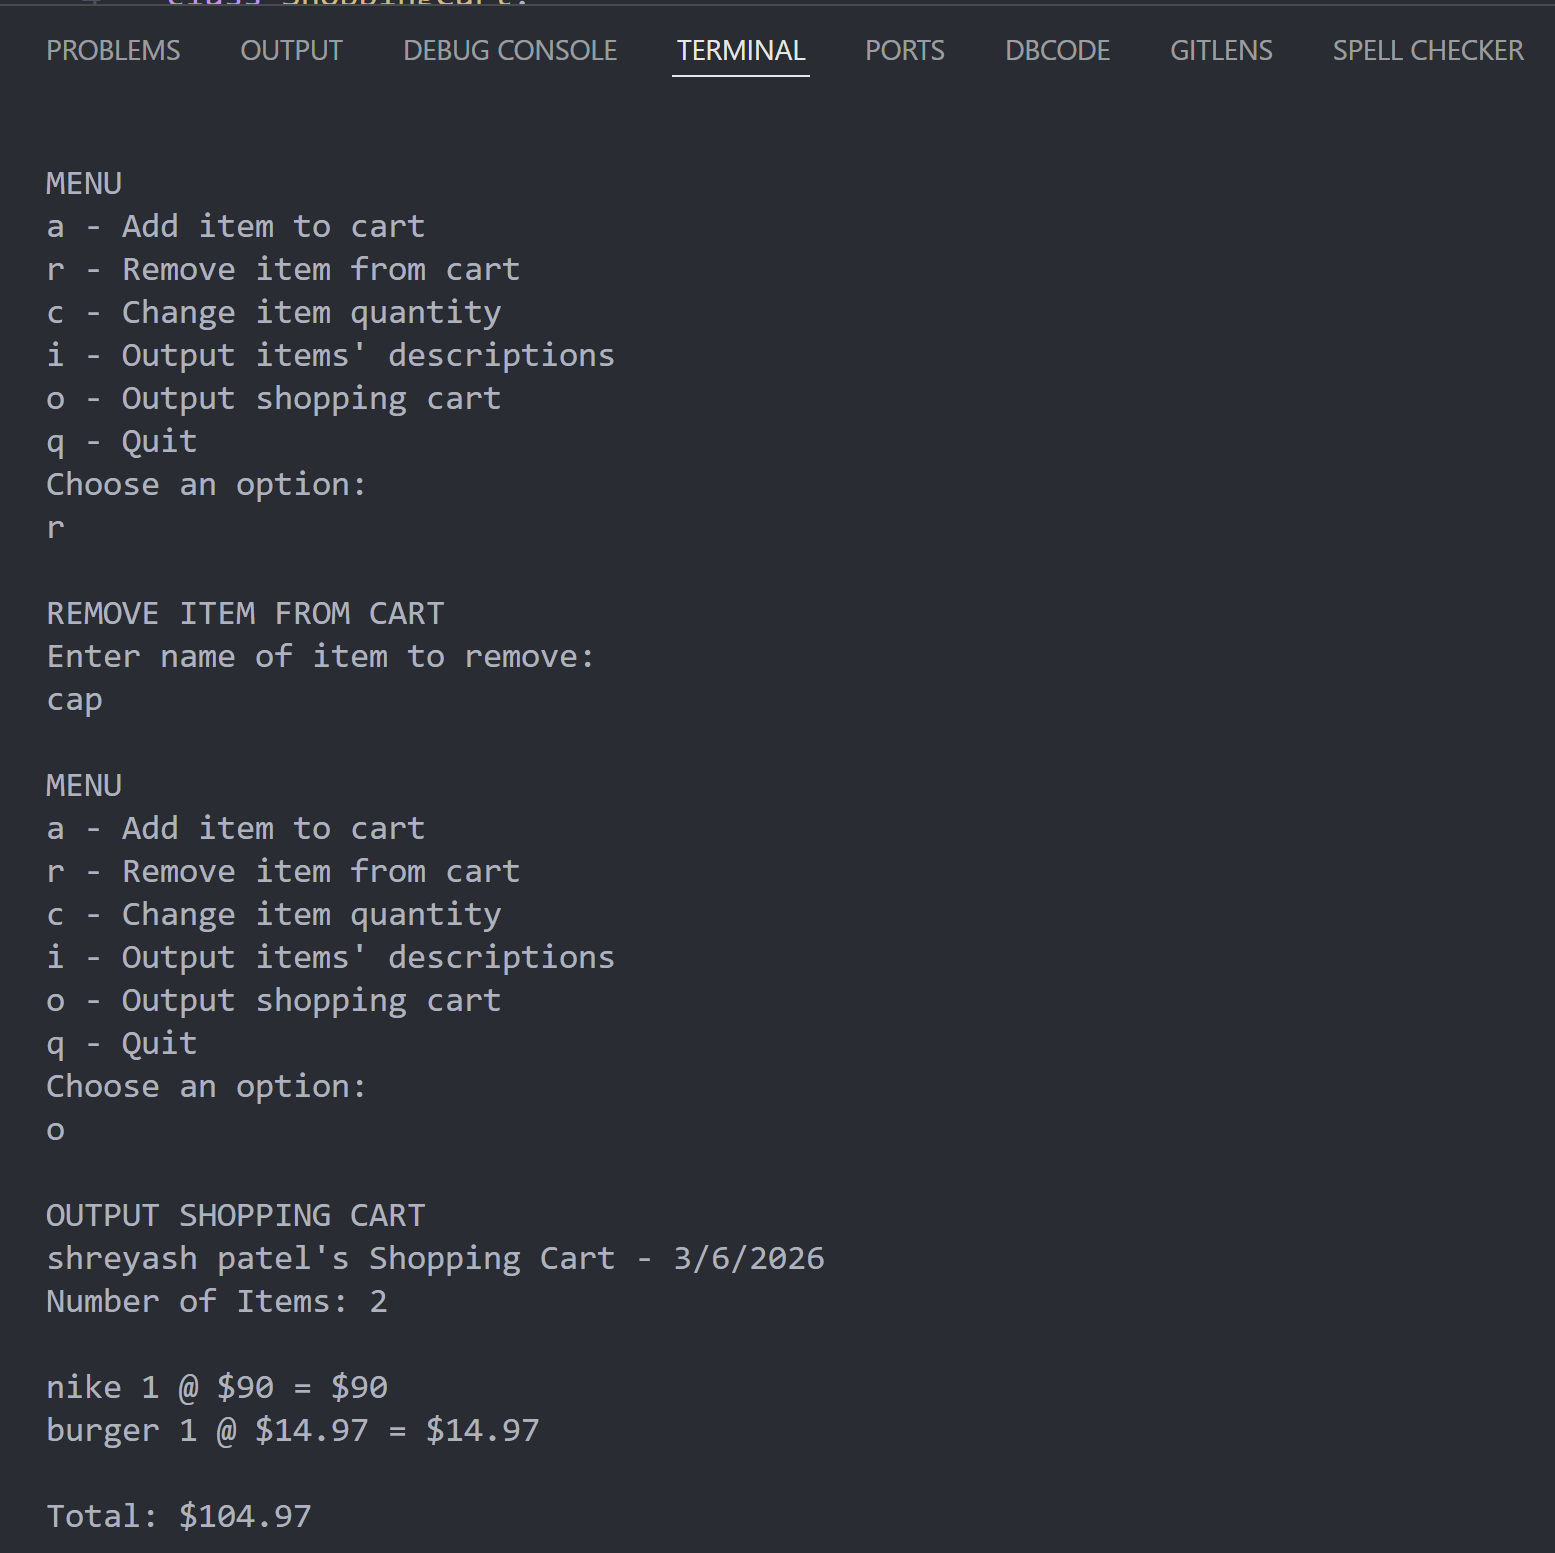 class ShoppingCart:
PROBLEMS OUTPUT DEBUG CONSOLE TERMINAL PORTS DBCODE GITLENS SPELL CHECKER
MENU
a - Add item to cart
r - Remove item from cart
c - Change item quantity
i - Output items' descriptions
o - Output shopping cart
q - Quit
Choose an option:
r
REMOVE ITEM FROM CART
Enter name of item to remove:
cap
MENU
a - Add item to cart
r - Remove item from cart
c - Change item quantity
i - Output items' descriptions
o - Output shopping cart
q - Quit
Choose an option:
o
OUTPUT SHOPPING CART
shreyash patel's Shopping Cart - 3/6/2026
Number of Items: 2
nike 1 @ $90 = $90
burger 1 @ $14.97 = $14.97
Total: $104.97